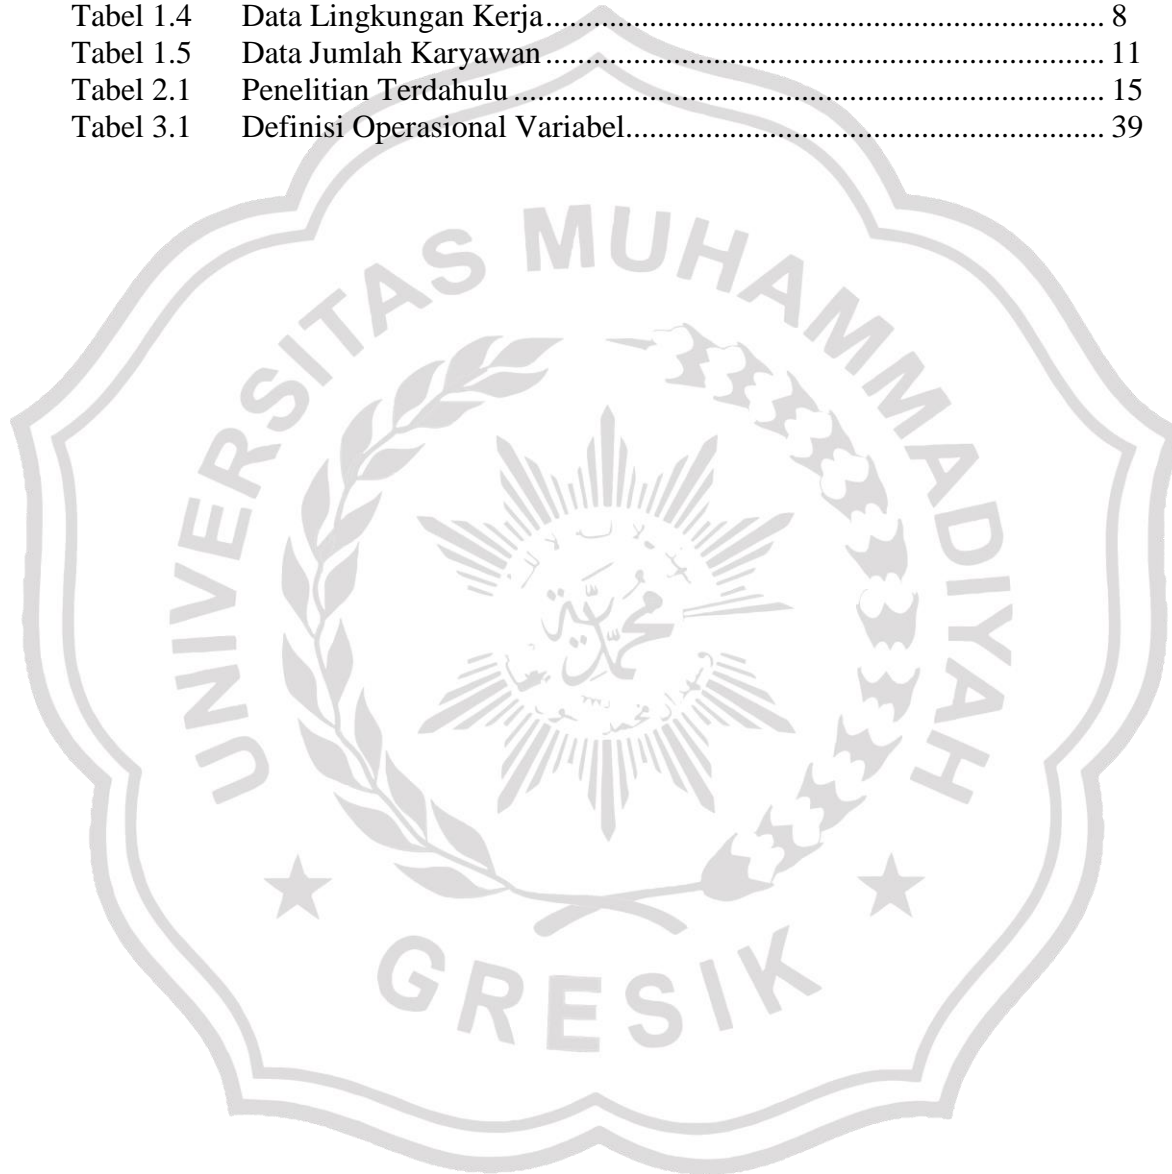 Tabel 1.4 Data Lingkungan Kerja..................................................................... 8
Tabel 1.5 Data Jumlah Karyawan..................................................................... 11
Tabel 2.1 Penelitian Terdahulu......................................................................... 15
Tabel 3.1 Definisi Operasional Variabel........................................................... 39
UNIVERSITAS MUHAMMADIYAH
محمد
GRESIK